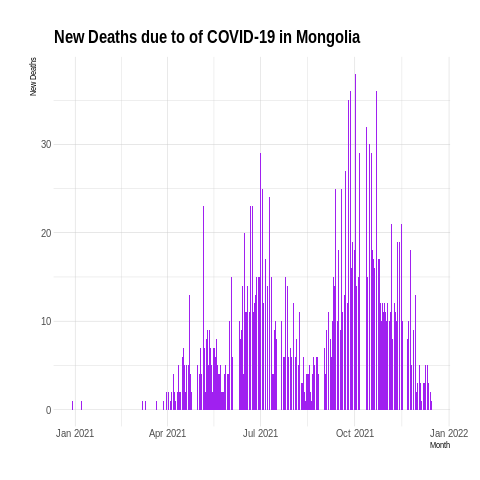 New Deaths due to of COVID-19 in Mongolia
New Deaths
30
20
10
0
Jan 2021 Apr 2021 Jul 2021 Oct 2021 Jan 2022
Month